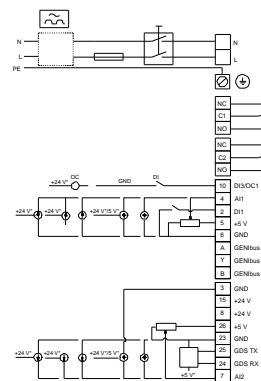 N N
L L
PE
NC
C1
NO
NC
C2
NO
OC
+24 V* GND DI 10 DI3/OC1
4 AI1
+24 V* +24 V* +24 V*/5 V* 2 DI1
5 +5 V
6 GND
A GENIbus
Y GENIbus
B GENIbus
3 GND
15 +24 V
8 +24 V
26 +5 V
23 GND
+24 V* +24 V* +24 V*/5 V* 25 GDS TX
24 GDS RX
+5 V* 7 AI2